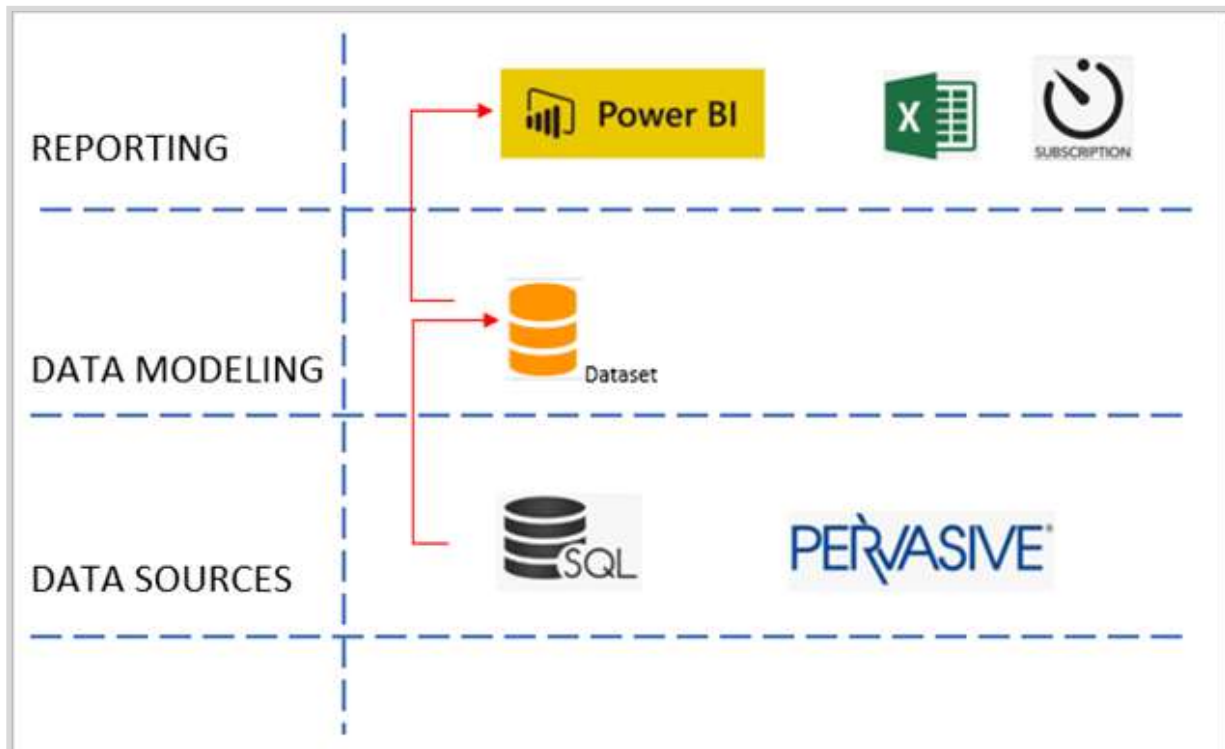 REPORTING
Power BI
X
SUBSCRIPTION
DATA MODELING
Dataset
DATA SOURCES
SQL
PERVASIVE®